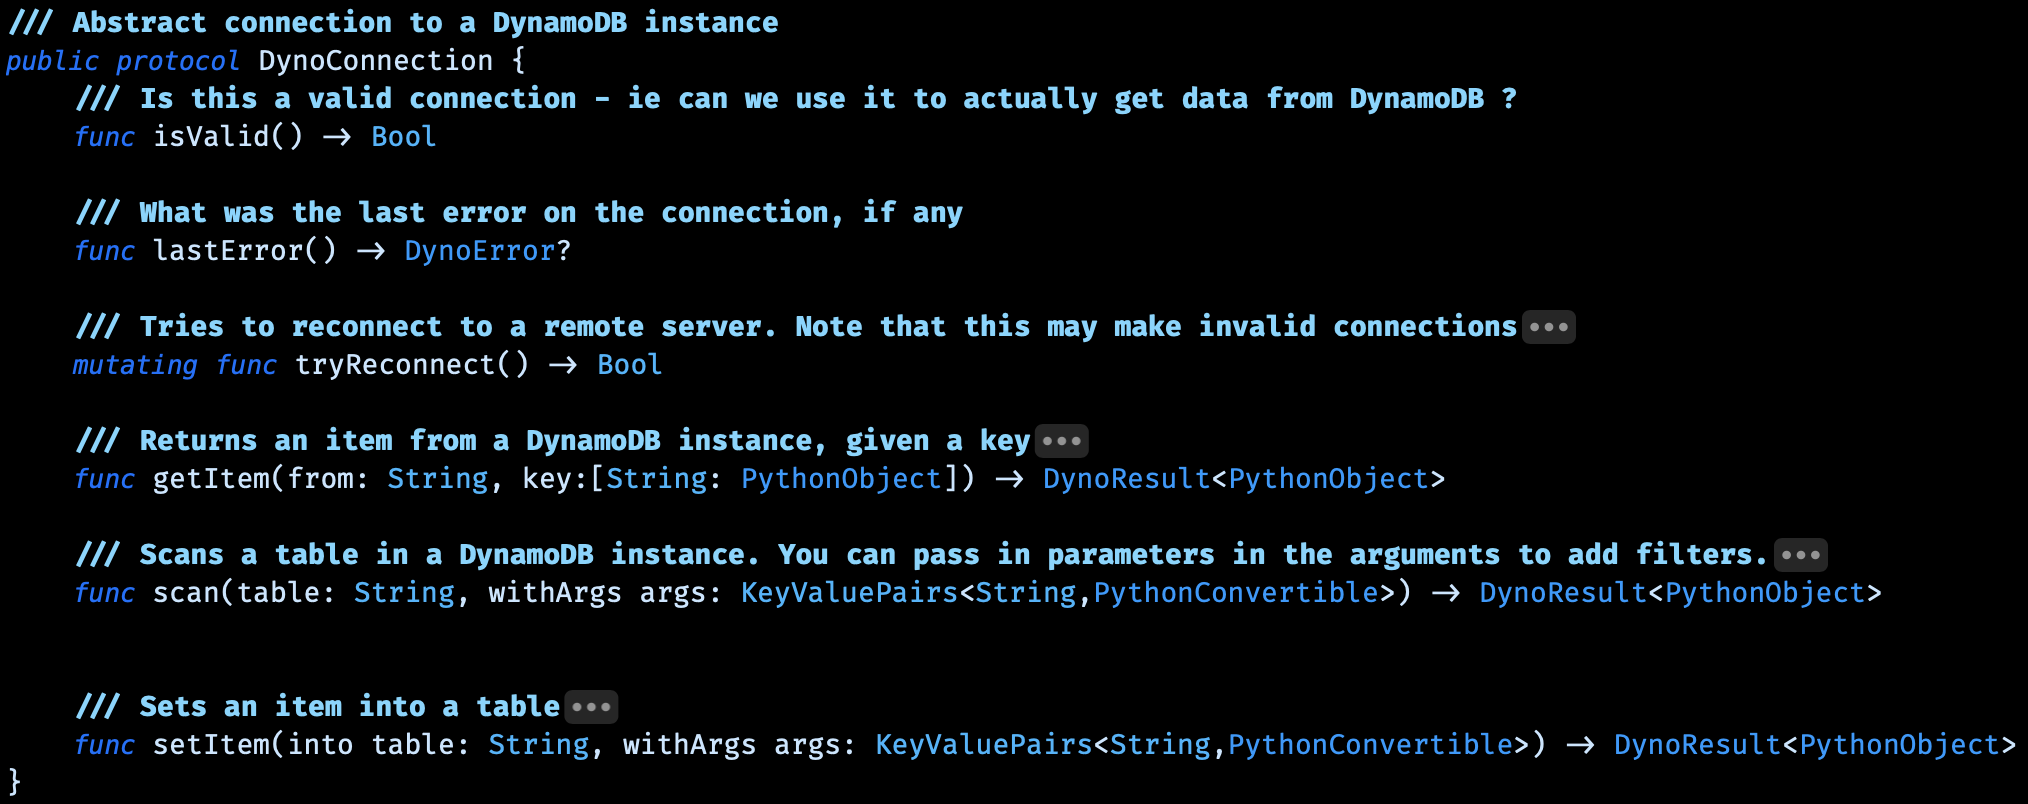 /// Abstract connection to a DynamoDB instance
public protocol DynoConnection {
/// Is this a valid connection - ie can we use it to actually get data from DynamoDB ?
func isValid() -> Bool
/// What was the last error on the connection, if any
func lastError() -> DynoError?
/// Tries to reconnect to a remote server. Note that this may make invalid connections •••
mutating func tryReconnect() -> Bool
/// Returns an item from a DynamoDB instance, given a key •••
func getItem(from: String, key:[String: PythonObject]) -> DynoResult<PythonObject>
/// Scans a table in a DynamoDB instance. You can pass in parameters in the arguments to add filters. •••
func scan(table: String, withArgs args: KeyValuePairs<String,PythonConvertible>) -> DynoResult<PythonObject>
/// Sets an item into a table •••
func setItem(into table: String, withArgs args: KeyValuePairs<String,PythonConvertible>) -> DynoResult<PythonObject>
}